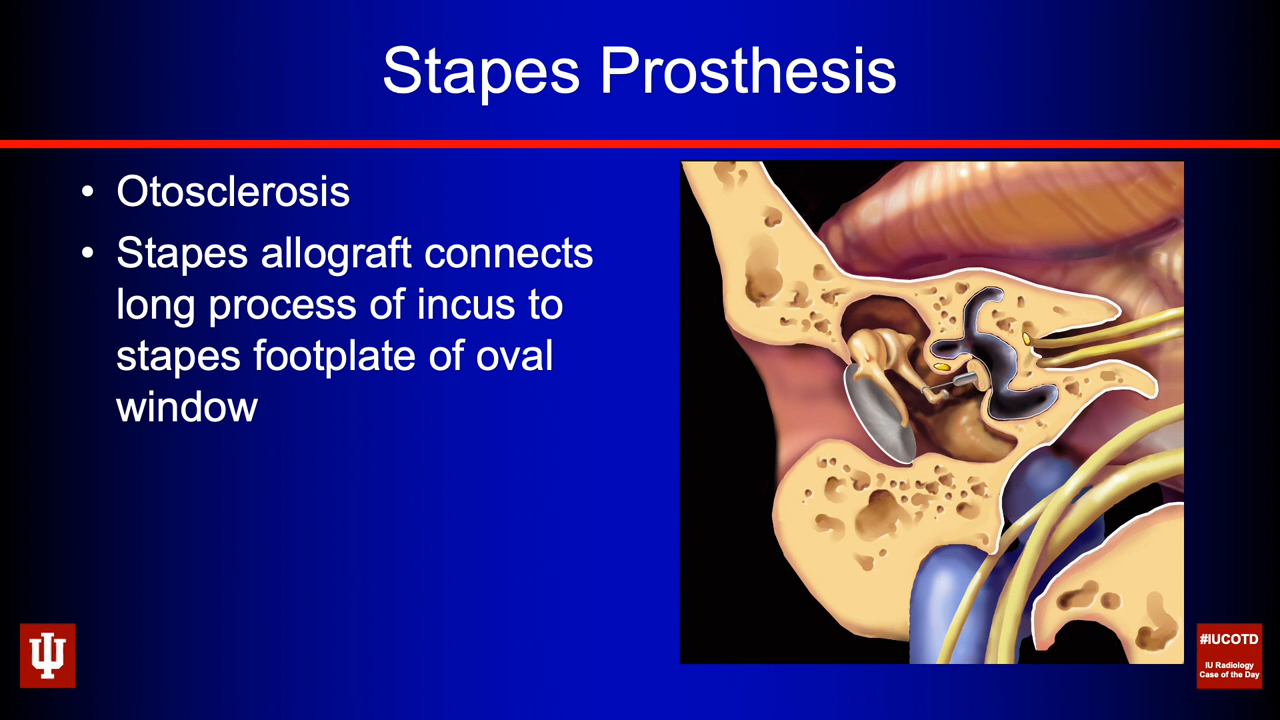 Stapes Prosthesis
• Otosclerosis
• Stapes allograft connects
long process of incus to
stapes footplate of oval
window
#IUCOTD
IU Radiology
Case of the Day